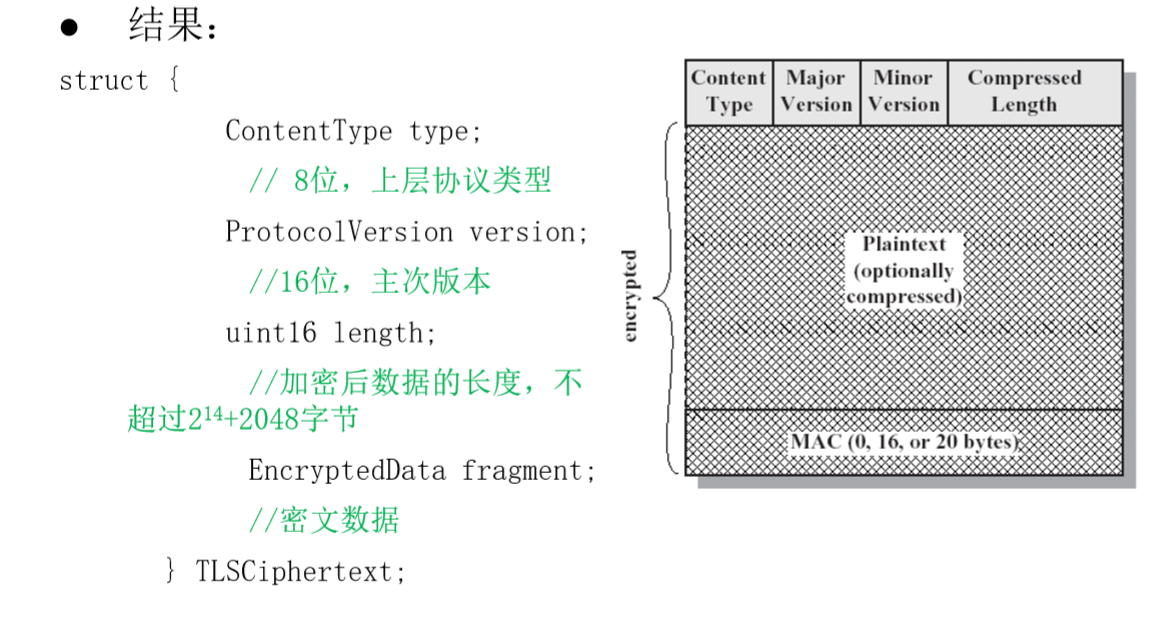 ● 结果：
struct {
ContentType type;
// 8位，上层协议类型
ProtocolVersion version;
//16位，主次版本
uint16 length;
//加密后数据的长度，不
超过2¹⁴+2048字节
EncryptedData fragment;
//密文数据
} TLSCiphertext;
Content Type
Major Version
Minor Version
Compressed Length
encrypted
Plaintext
(optionally
compressed)
MAC (0, 16, or 20 bytes)